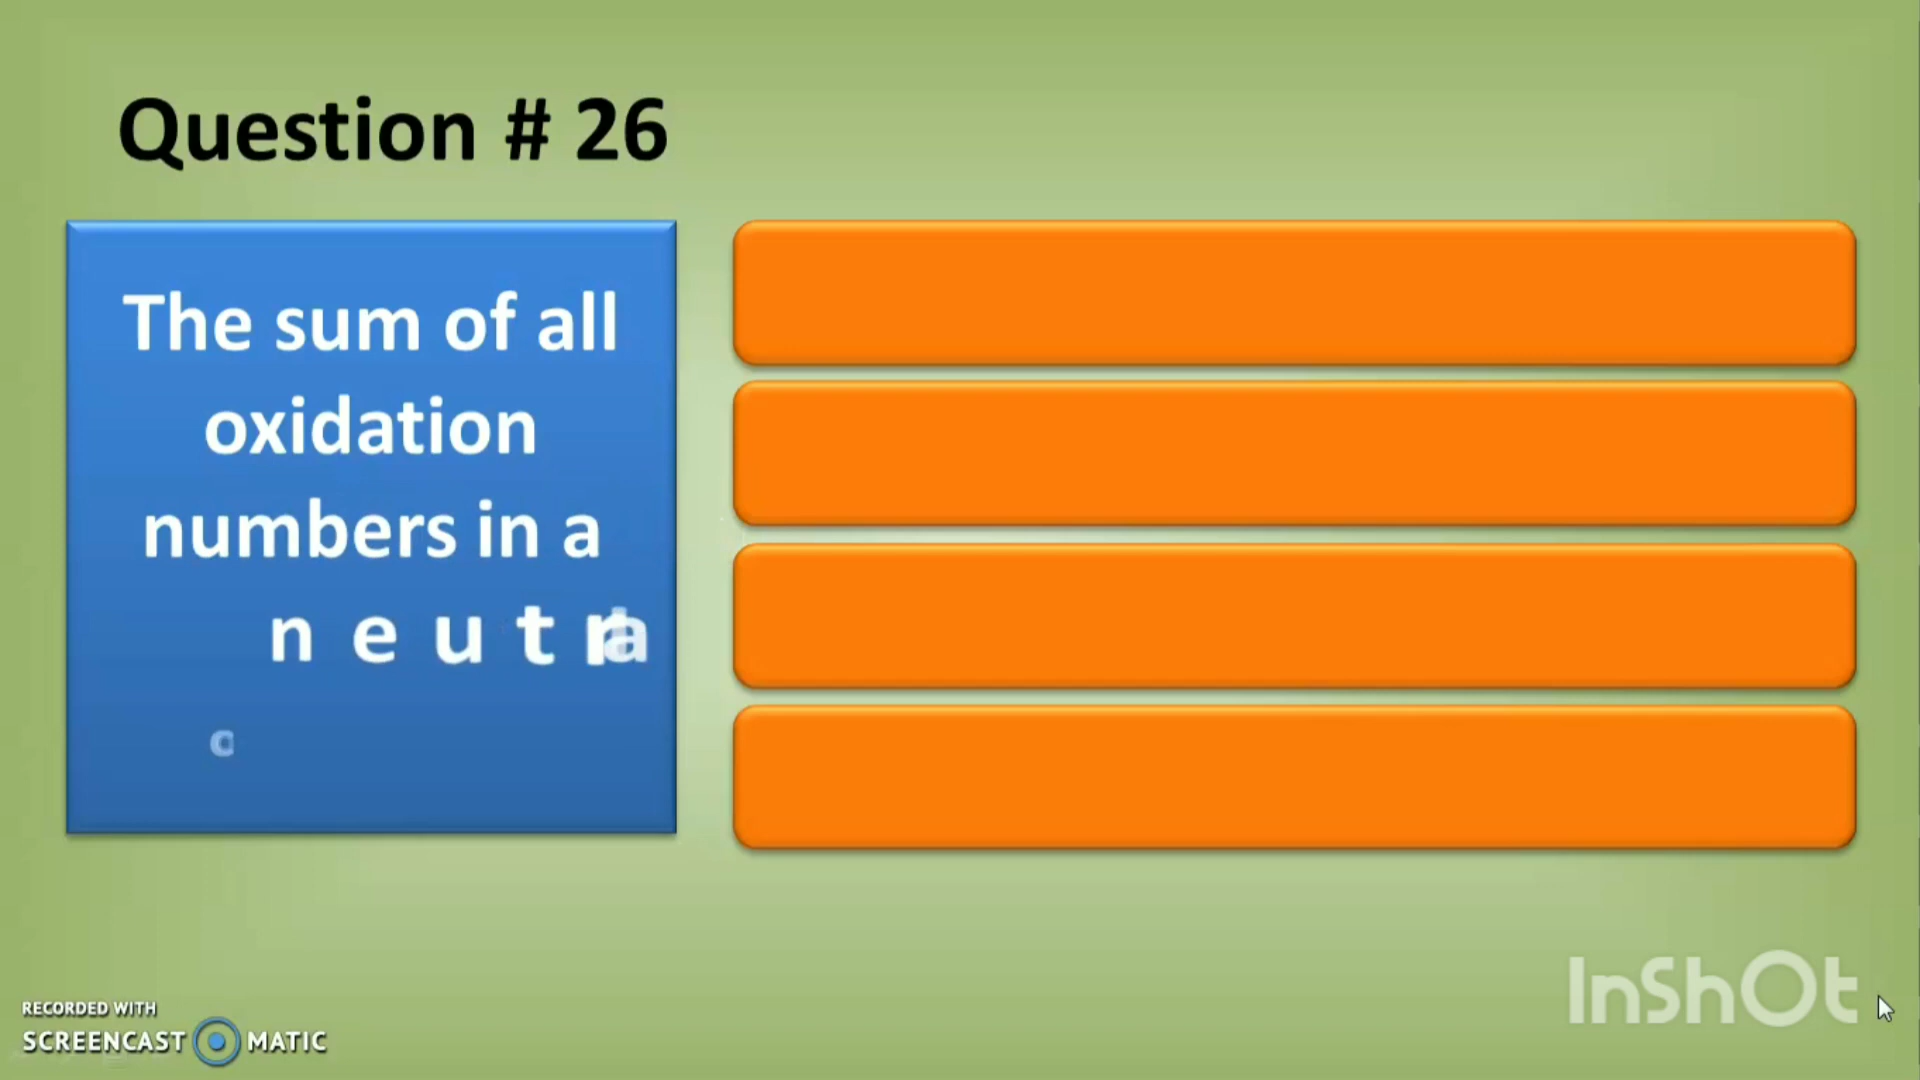 Question # 26
The sum of all
oxidation
numbers in a
n e u t r a
c
InShOt
RECORDED WITH
SCREENCAST MATIC